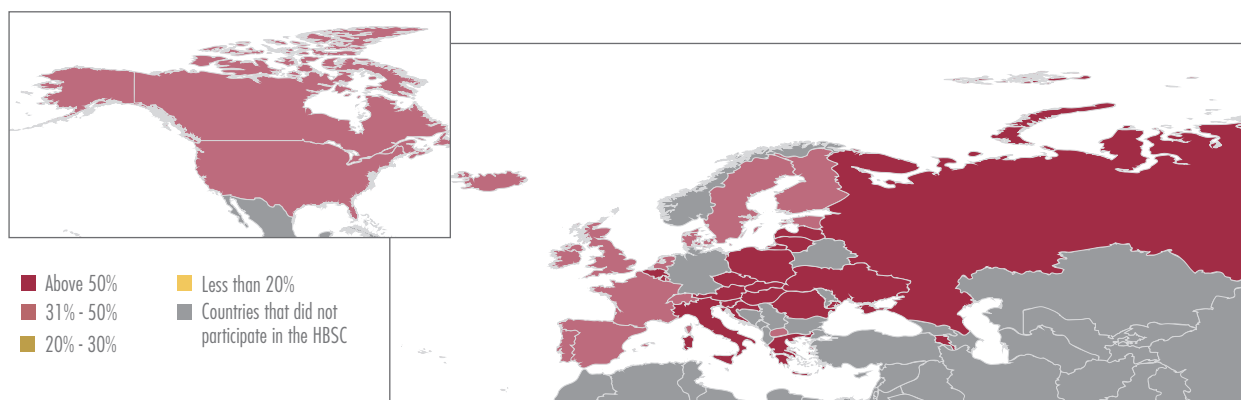 Above 50%
31% - 50%
20% - 30%
Less than 20%
Countries that did not
participate in the HBSC